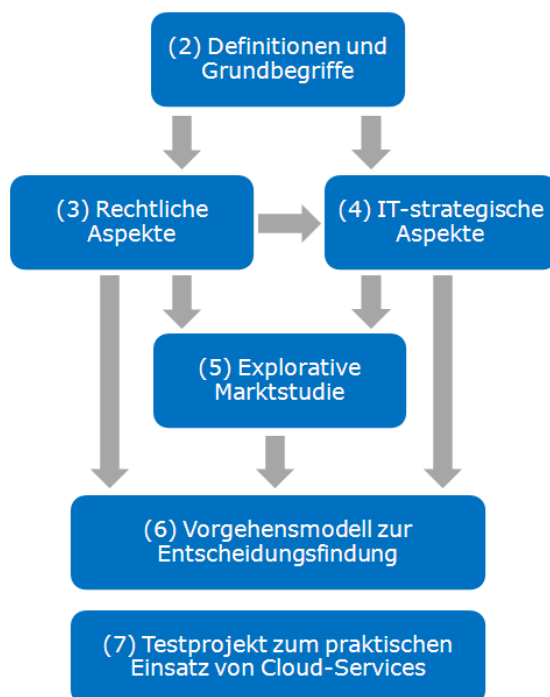 (2) Definitionen und
Grundbegriffe
(3) Rechtliche
Aspekte
(4) IT-strategische
Aspekte
(5) Explorative
Marktstudie
(6) Vorgehensmodell zur
Entscheidungsfindung
(7) Testprojekt zum praktischen
Einsatz von Cloud-Services